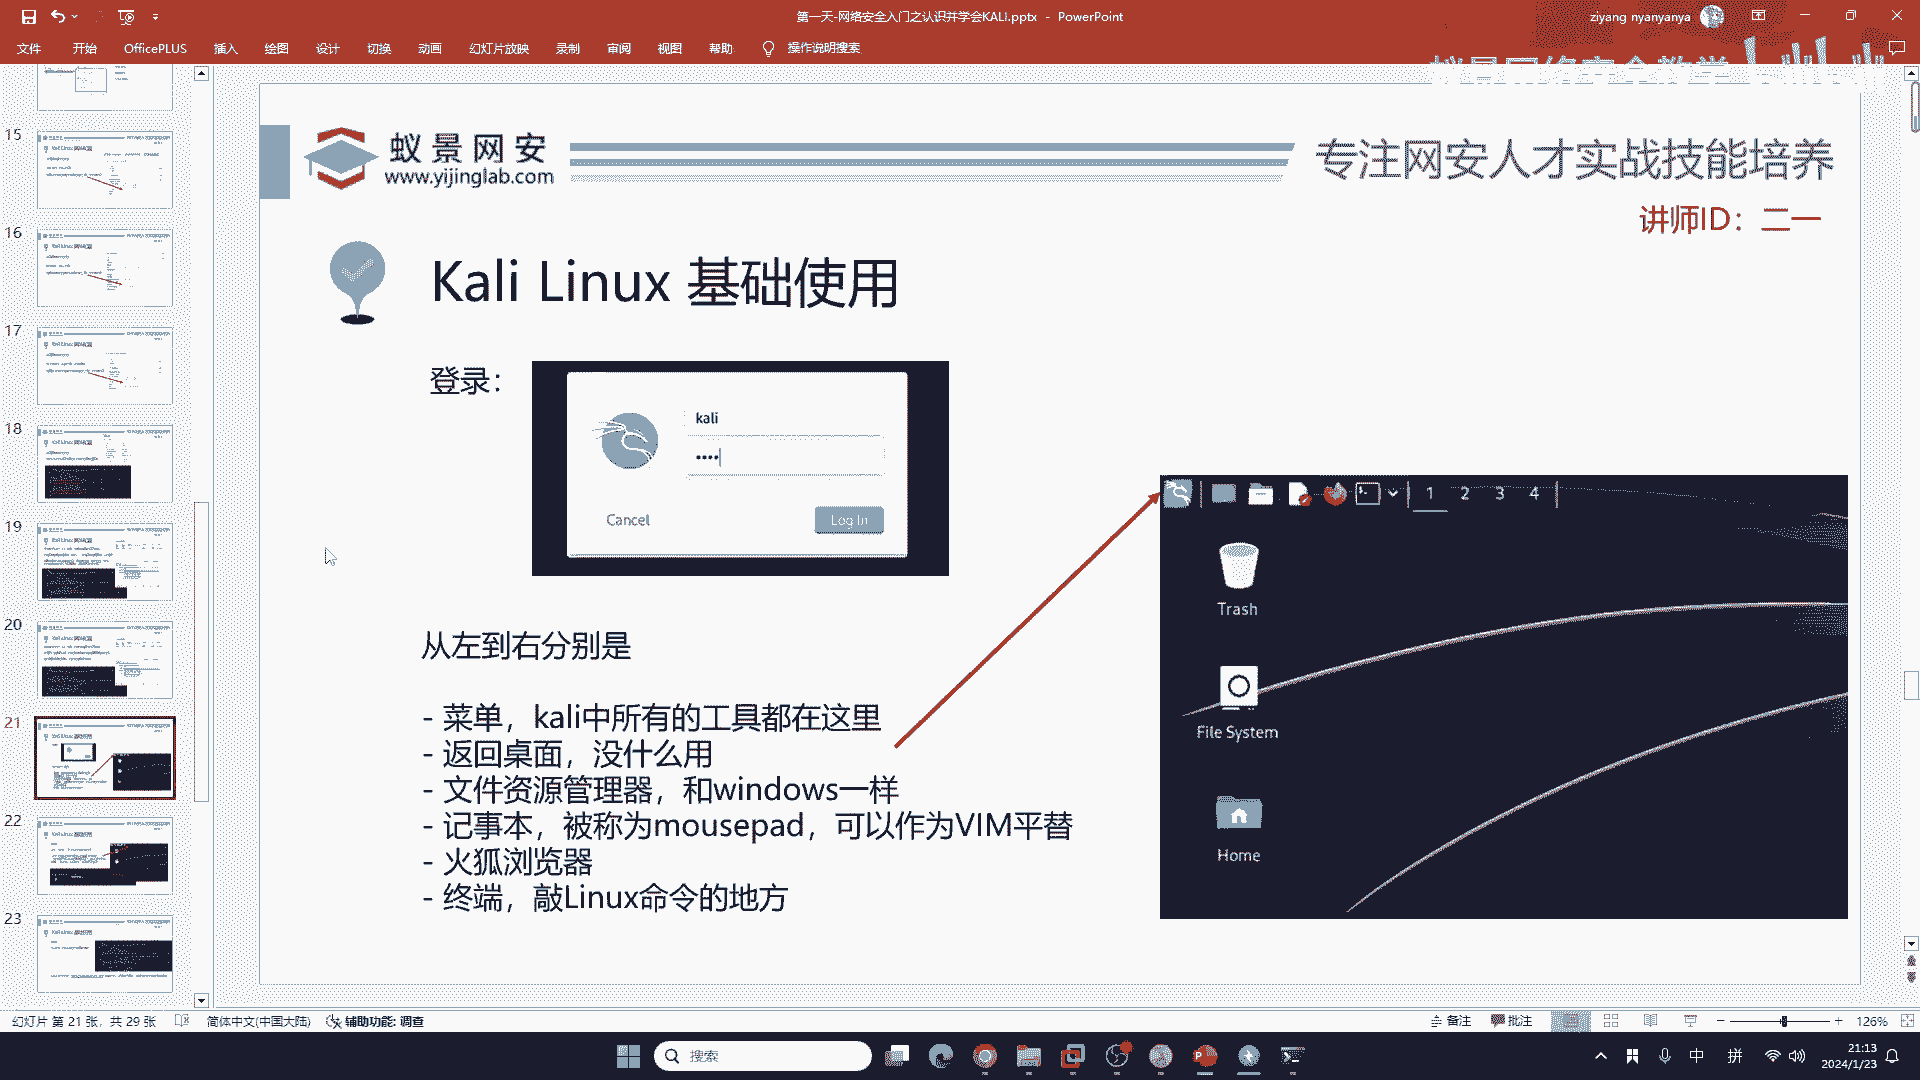 第一天-网络安全入门之认识并学会KALI.pptx - PowerPoint
ziyang nyanyanya
文件 开始 OfficePLUS 插入 绘图 设计 切换 动画 幻灯片放映 录制 审阅 视图 帮助 操作说明搜索
15
16
17
18
19
20
21
22
23
蚁景网安
www.yijinglab.com
专注网安人才实战技能培养
讲师ID：二一
Kali Linux 基础使用
登录：
kali
Cancel
Log In
从左到右分别是
- 菜单，kali中所有的工具都在这里
- 返回桌面，没什么用
- 文件资源管理器，和windows一样
- 记事本，被称为mousepad，可以作为VIM平替
- 火狐浏览器
- 终端，敲Linux命令的地方
1 2 3 4
Trash
File System
Home
幻灯片 第 21 张，共 29 张 简体中文(中国大陆) 辅助功能: 调查
备注 批注 126%
搜索
中 拼
21:13
2024/1/23